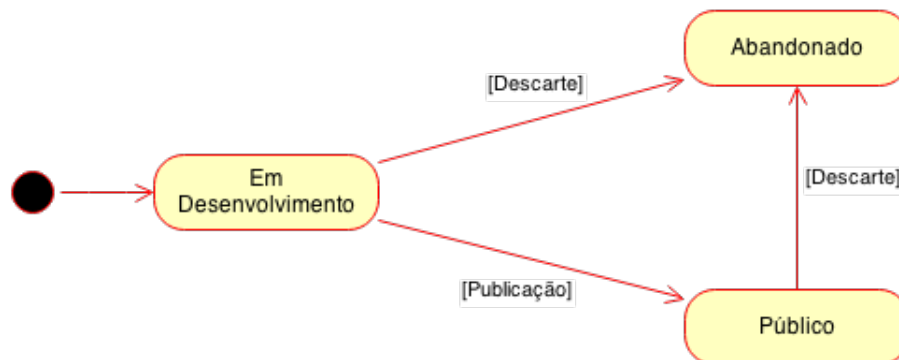 Abandonado
[Descarte]
Em
Desenvolvimento
[Descarte]
[Publicação]
Público